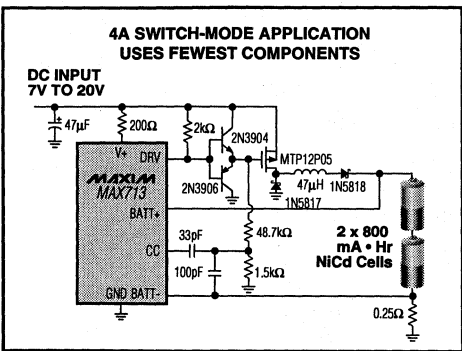 4A SWITCH-MODE APPLICATION
USES FEWEST COMPONENTS
DC INPUT
7V TO 20V
47µF
200Ω
2kΩ
2N3904
V+
DRV
MTP12P05
MAXIM
MAX713
2N3906
47µH
1N5818
1N5817
BATT+
48.7kΩ
2 x 800
mA • Hr
NiCd Cells
33pF
CC
100pF
1.5kΩ
GND BATT-
0.25Ω